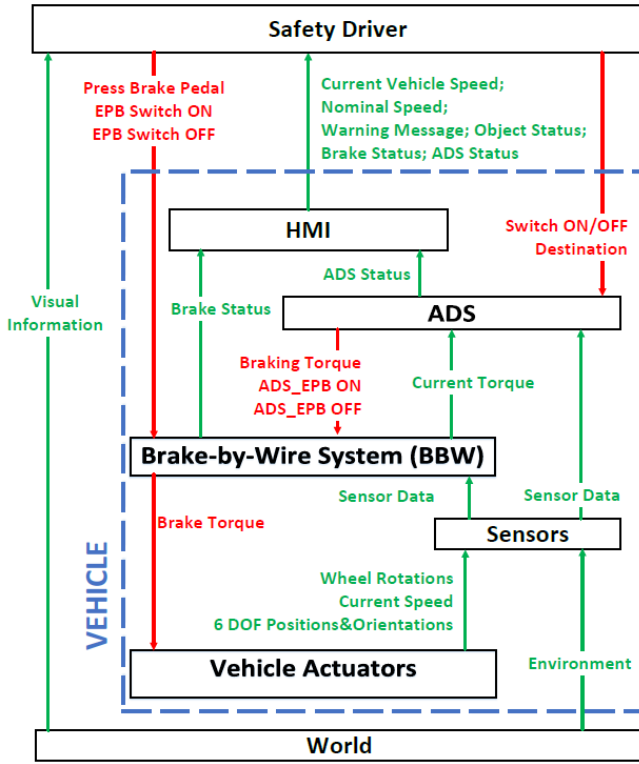 Safety Driver
Press Brake Pedal
EPB Switch ON
EPB Switch OFF
Current Vehicle Speed;
Nominal Speed;
Warning Message; Object Status;
Brake Status; ADS Status
HMI
Switch ON/OFF
Destination
ADS Status
Visual
Information
Brake Status
ADS
Braking Torque
ADS_EPB ON
ADS_EPB OFF
Current Torque
Brake-by-Wire System (BBW)
Sensor Data
Sensor Data
Brake Torque
Sensors
VEHICLE
Wheel Rotations
Current Speed
6 DOF Positions&Orientations
Vehicle Actuators
Environment
World